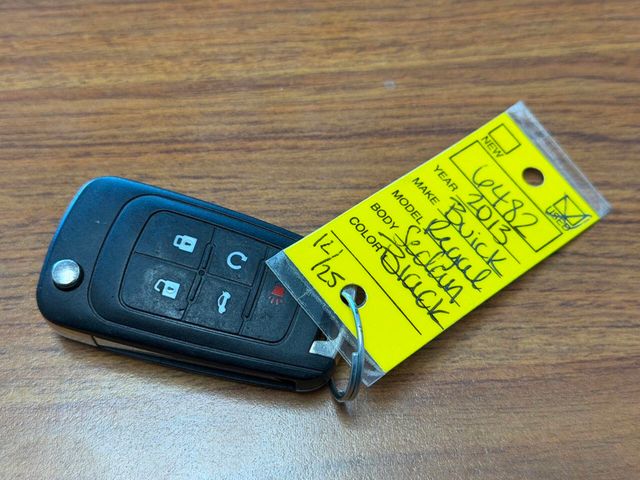 NEW
USED
6482
YEAR 2013
MAKE Buick
MODEL Regal
BODY Sedan
COLOR Black
12/25